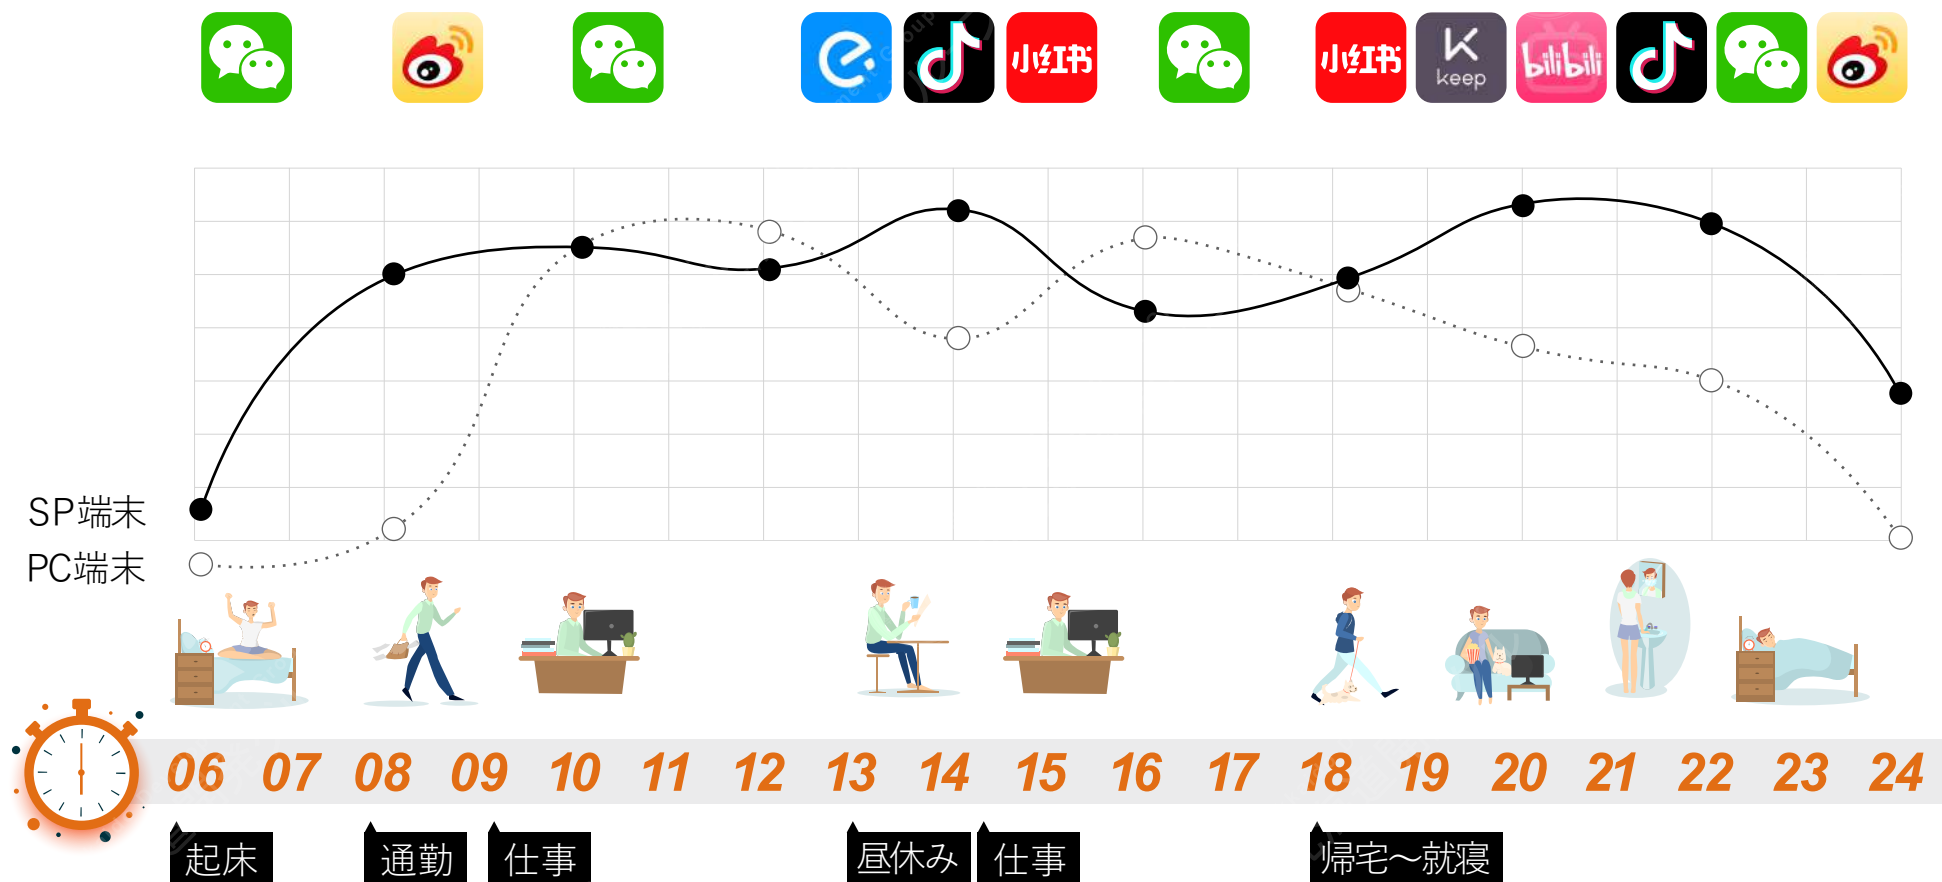 小红书
小红书
keep
bilibili
SP端末
PC端末
06 07 08 09 10 11 12 13 14 15 16 17 18 19 20 21 22 23 24
起床 通勤 仕事 昼休み 仕事 帰宅～就寝